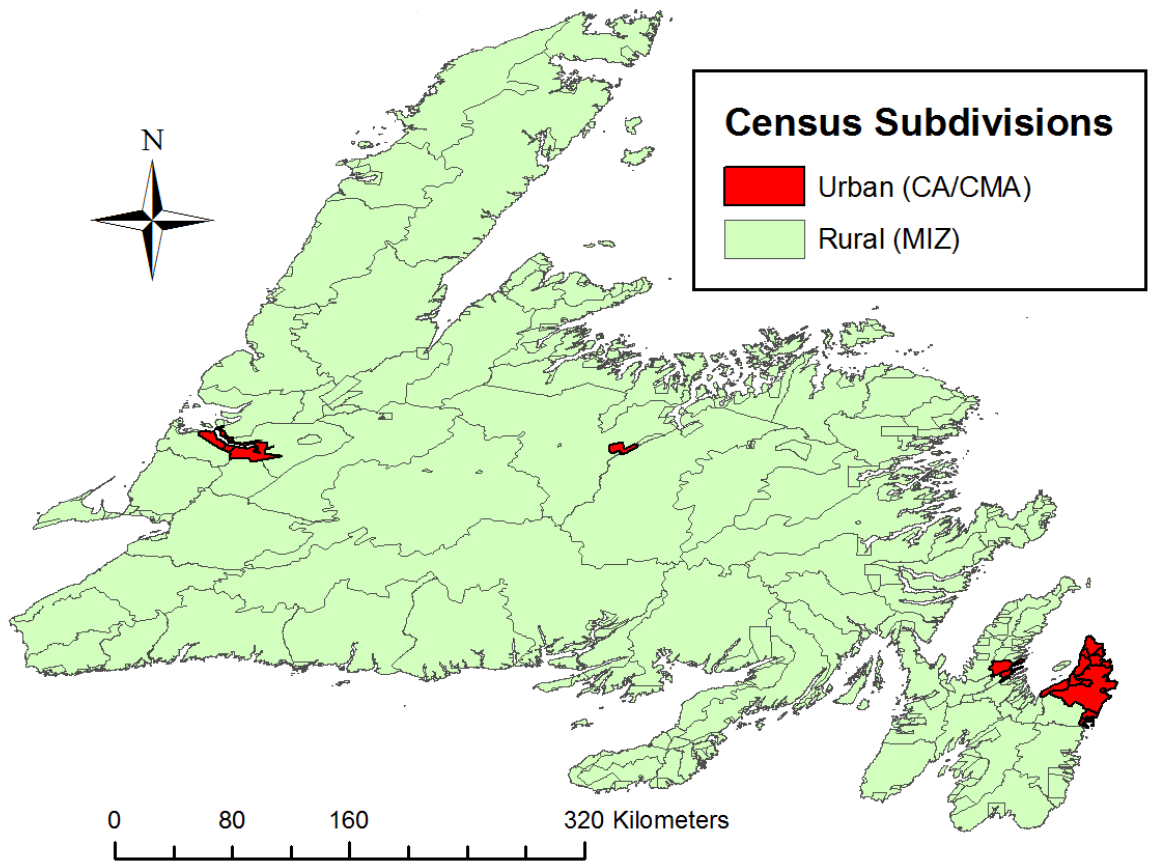 N
Census Subdivisions
Urban (CA/CMA)
Rural (MIZ)
0 80 160 320 Kilometers